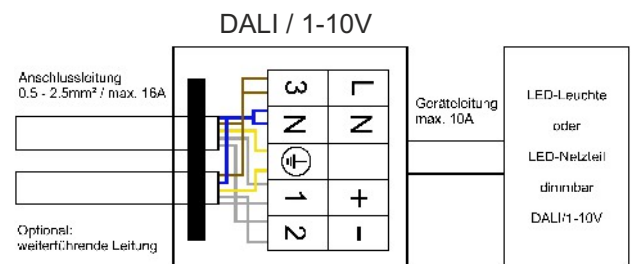 DALI / 1-10V
Anschlussleitung
0.5 - 2.5mm² / max. 16A
3 L
N N
1 +
2 -
Geräteleitung
max. 10A
LED-Leuchte
oder
LED-Netzteil
dimmbar
DALI/1-10V
Optional:
weiterführende Leitung